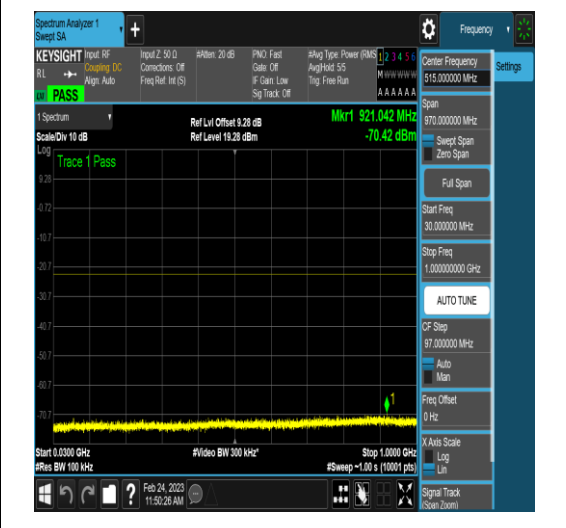 Spectrum Analyzer 1
Swept SA
+
Frequency
KEYSIGHT
RL
PASS
Input: RF
Coupling: DC
Align: Auto
Input Z: 50 Ω
Corrections: Off
Freq Ref: Int (S)
#Atten: 20 dB
PNO: Fast
Gate: Off
IF Gain: Low
Sig Track: Off
#Avg Type: Power (RMS
Avg|Hold: 5/5
Trig: Free Run
1 2 3 4 5 6
M W W W W W
A A A A A A
1 Spectrum
Scale/Div 10 dB
Ref Lvl Offset 9.28 dB
Ref Level 19.28 dBm
Mkr1 921.042 MHz
-70.42 dBm
Log
Trace 1 Pass
9.28
-0.72
-10.7
-20.7
-30.7
-40.7
-50.7
-60.7
-70.7
1
Start 0.0300 GHz
#Res BW 100 kHz
#Video BW 300 kHz*
Stop 1.0000 GHz
#Sweep ~1.00 s (10001 pts)
?
Feb 24, 2023
11:50:26 AM
Center Frequency
515.000000 MHz
Settings
Span
970.000000 MHz
Swept Span
Zero Span
Full Span
Start Freq
30.000000 MHz
Stop Freq
1.000000000 GHz
AUTO TUNE
CF Step
97.000000 MHz
Auto
Man
Freq Offset
0 Hz
X Axis Scale
Log
Lin
Signal Track
(Span Zoom)